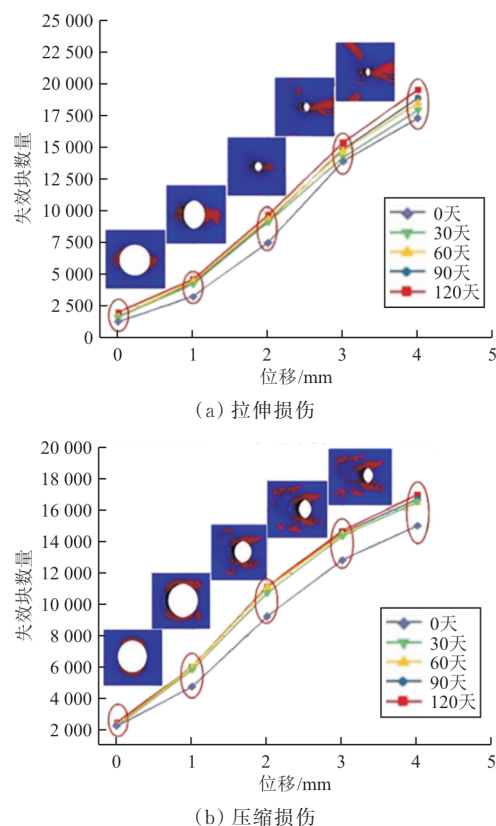 25 000
22 500
20 000
17 500
15 000
12 500
10 000
7 500
5 000
2 500
0
失效块数量
0天
30天
60天
90天
120天
0 1 2 3 4 5
位移/mm
(a) 拉伸损伤
20 000
18 000
16 000
14 000
12 000
10 000
8 000
6 000
4 000
2 000
失效块数量
0天
30天
60天
90天
120天
0 1 2 3 4 5
位移/mm
(b) 压缩损伤